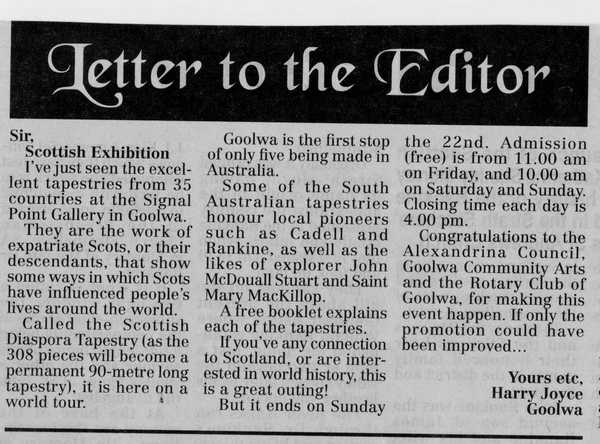 Letter to the Editor
Sir,
Scottish Exhibition
I've just seen the excel-
lent tapestries from 35
countries at the Signal
Point Gallery in Goolwa.
They are the work of
expatriate Scots, or their
descendants, that show
some ways in which Scots
have influenced people's
lives around the world.
Called the Scottish
Diaspora Tapestry (as the
308 pieces will become a
permanent 90-metre long
tapestry), it is here on a
world tour.
Goolwa is the first stop
of only five being made in
Australia.
Some of the South
Australian tapestries
honour local pioneers
such as Cadell and
Rankine, as well as the
likes of explorer John
McDouall Stuart and Saint
Mary MacKillop.
A free booklet explains
each of the tapestries.
If you've any connection
to Scotland, or are inter-
ested in world history, this
is a great outing!
But it ends on Sunday
the 22nd. Admission
(free) is from 11.00 am
on Friday, and 10.00 am
on Saturday and Sunday.
Closing time each day is
4.00 pm.
Congratulations to the
Alexandrina Council,
Goolwa Community Arts
and the Rotary Club of
Goolwa, for making this
event happen. If only the
promotion could have
been improved...
Yours etc,
Harry Joyce
Goolwa